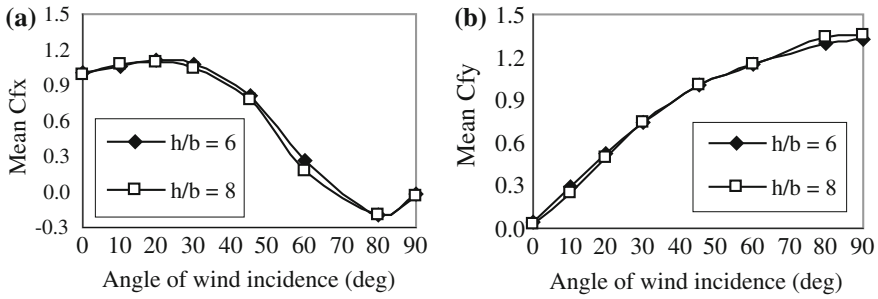 (a)
1.5
1.2
0.9
0.6
0.3
0.0
-0.3
Mean Cfx
h/b = 6
h/b = 8
0 10 20 30 40 50 60 70 80 90
Angle of wind incidence (deg)
(b)
1.5
1.2
0.9
0.6
0.3
0.0
Mean Cfy
h/b = 6
h/b = 8
0 10 20 30 40 50 60 70 80 90
Angle of wind incidence (deg)